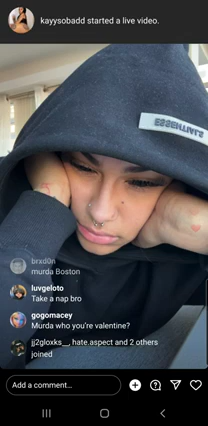 kayysobadd started a live video.
ESSENTIALS
brxd0n
murda Boston
luvgeloto
Take a nap bro
gogomacey
Murda who you're valentine?
jj2gloxks__, hate.aspect and 2 others
joined
Add a comment...